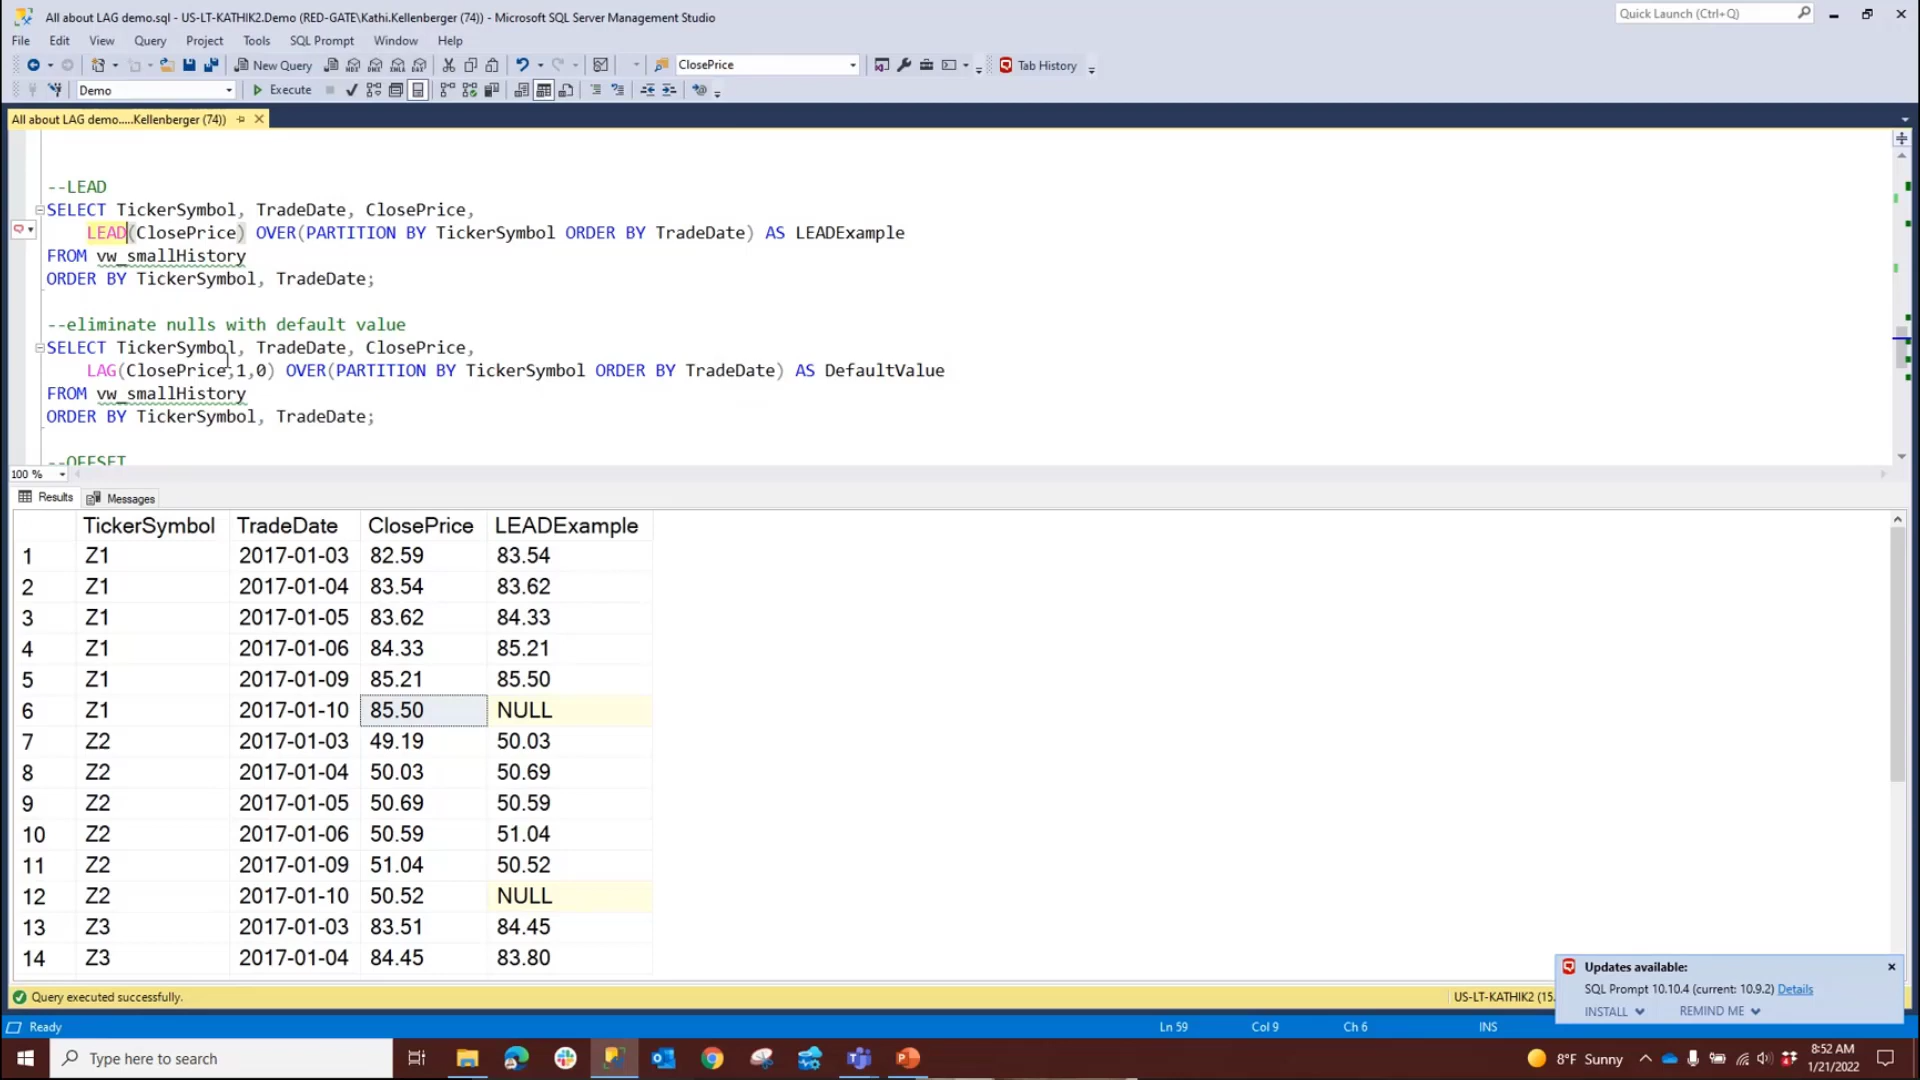 All about LAG demo.sql - US-LT-KATHIK2.Demo (RED-GATE\Kathi.Kellenberger (74)) - Microsoft SQL Server Management Studio
Quick Launch (Ctrl+Q)
File Edit View Query Project Tools SQL Prompt Window Help
New Query ClosePrice Tab History
Demo Execute
All about LAG demo.....Kellenberger (74))
--LEAD
SELECT TickerSymbol, TradeDate, ClosePrice,
LEAD(ClosePrice) OVER(PARTITION BY TickerSymbol ORDER BY TradeDate) AS LEADExample
FROM vw_smallHistory
ORDER BY TickerSymbol, TradeDate;
--eliminate nulls with default value
SELECT TickerSymbol, TradeDate, ClosePrice,
LAG(ClosePrice,1,0) OVER(PARTITION BY TickerSymbol ORDER BY TradeDate) AS DefaultValue
FROM vw_smallHistory
ORDER BY TickerSymbol, TradeDate;
--OFFSET
100 %
Results Messages
TickerSymbol TradeDate ClosePrice LEADExample
1 Z1 2017-01-03 82.59 83.54
2 Z1 2017-01-04 83.54 83.62
3 Z1 2017-01-05 83.62 84.33
4 Z1 2017-01-06 84.33 85.21
5 Z1 2017-01-09 85.21 85.50
6 Z1 2017-01-10 85.50 NULL
7 Z2 2017-01-03 49.19 50.03
8 Z2 2017-01-04 50.03 50.69
9 Z2 2017-01-05 50.69 50.59
10 Z2 2017-01-06 50.59 51.04
11 Z2 2017-01-09 51.04 50.52
12 Z2 2017-01-10 50.52 NULL
13 Z3 2017-01-03 83.51 84.45
14 Z3 2017-01-04 84.45 83.80
Updates available:
SQL Prompt 10.10.4 (current: 10.9.2) Details
INSTALL REMIND ME
Query executed successfully. US-LT-KATHIK2 (15.
Ready Ln 59 Col 9 Ch 6 INS
Type here to search 8°F Sunny 8:52 AM
1/21/2022